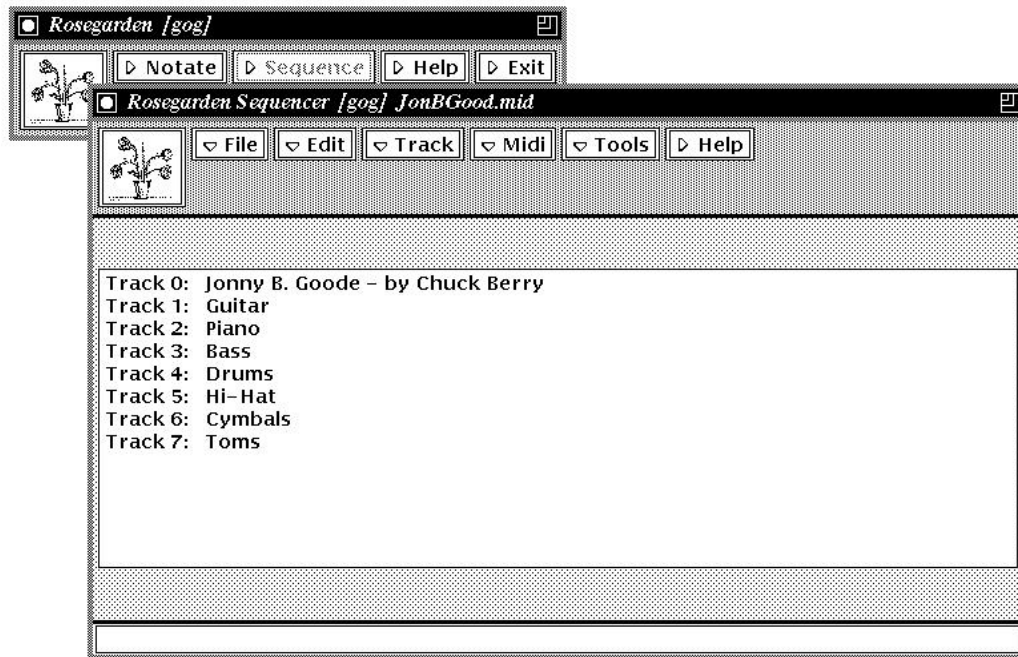 Rosegarden [gog]
Notate Sequence Help Exit
Rosegarden Sequencer [gog] JonBGood.mid
File Edit Track Midi Tools Help
Track 0: Jonny B. Goode – by Chuck Berry
Track 1: Guitar
Track 2: Piano
Track 3: Bass
Track 4: Drums
Track 5: Hi–Hat
Track 6: Cymbals
Track 7: Toms